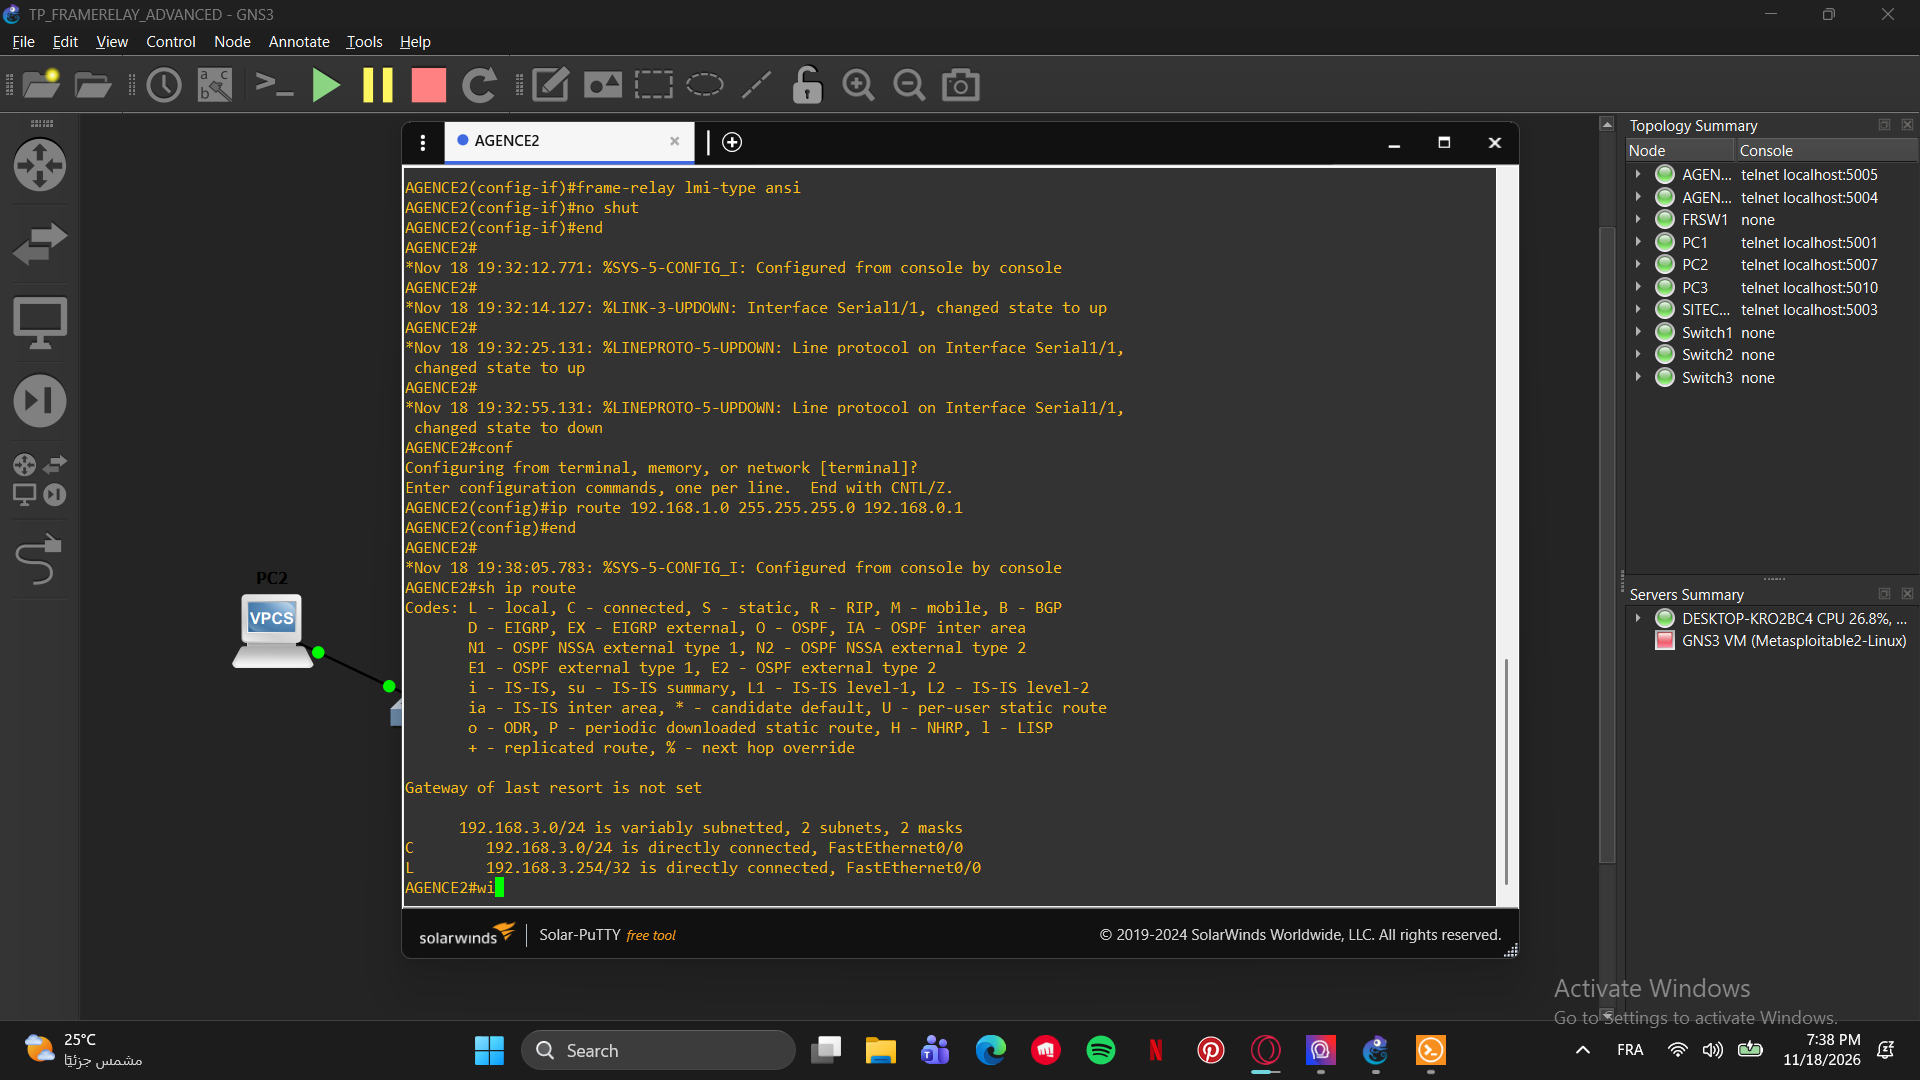 TP_FRAMERELAY_ADVANCED - GNS3
File Edit View Control Node Annotate Tools Help
AGENCE2
AGENCE2(config-if)#frame-relay lmi-type ansi
AGENCE2(config-if)#no shut
AGENCE2(config-if)#end
AGENCE2#
*Nov 18 19:32:12.771: %SYS-5-CONFIG_I: Configured from console by console
AGENCE2#
*Nov 18 19:32:14.127: %LINK-3-UPDOWN: Interface Serial1/1, changed state to up
AGENCE2#
*Nov 18 19:32:25.131: %LINEPROTO-5-UPDOWN: Line protocol on Interface Serial1/1,
changed state to up
AGENCE2#
*Nov 18 19:32:55.131: %LINEPROTO-5-UPDOWN: Line protocol on Interface Serial1/1,
changed state to down
AGENCE2#conf
Configuring from terminal, memory, or network [terminal]?
Enter configuration commands, one per line.  End with CNTL/Z.
AGENCE2(config)#ip route 192.168.1.0 255.255.255.0 192.168.0.1
AGENCE2(config)#end
AGENCE2#
*Nov 18 19:38:05.783: %SYS-5-CONFIG_I: Configured from console by console
AGENCE2#sh ip route
Codes: L - local, C - connected, S - static, R - RIP, M - mobile, B - BGP
D - EIGRP, EX - EIGRP external, O - OSPF, IA - OSPF inter area
N1 - OSPF NSSA external type 1, N2 - OSPF NSSA external type 2
E1 - OSPF external type 1, E2 - OSPF external type 2
i - IS-IS, su - IS-IS summary, L1 - IS-IS level-1, L2 - IS-IS level-2
ia - IS-IS inter area, * - candidate default, U - per-user static route
o - ODR, P - periodic downloaded static route, H - NHRP, l - LISP
+ - replicated route, % - next hop override
Gateway of last resort is not set
192.168.3.0/24 is variably subnetted, 2 subnets, 2 masks
C 192.168.3.0/24 is directly connected, FastEthernet0/0
L 192.168.3.254/32 is directly connected, FastEthernet0/0
AGENCE2#wi
solarwinds
Solar-PuTTY free tool
© 2019-2024 SolarWinds Worldwide, LLC. All rights reserved.
PC2
VPCS
Topology Summary
Node Console
AGEN... telnet localhost:5005
AGEN... telnet localhost:5004
FRSW1 none
PC1 telnet localhost:5001
PC2 telnet localhost:5007
PC3 telnet localhost:5010
SITEC... telnet localhost:5003
Switch1 none
Switch2 none
Switch3 none
Servers Summary
DESKTOP-KRO2BC4 CPU 26.8%, ...
GNS3 VM (Metasploitable2-Linux)
Activate Windows
Go to Settings to activate Windows.
25°C
مشمس جزئيًا
Search
FRA
7:38 PM
11/18/2026